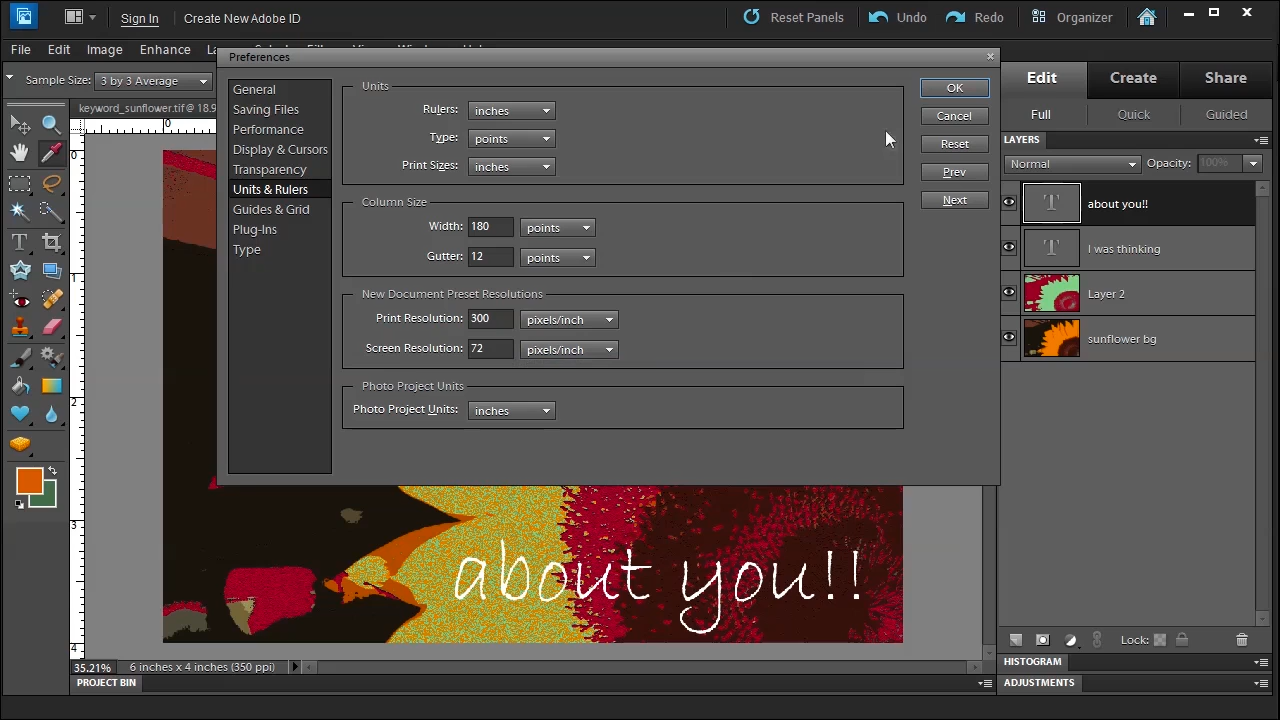 Sign In
Create New Adobe ID
Reset Panels
Undo
Redo
Organizer
File Edit Image Enhance
Preferences
Sample Size: 3 by 3 Average
Edit
Create
Share
Full
Quick
Guided
keyword_sunflower.tif @ 18.9
0
0
1
2
3
4
General
Saving Files
Performance
Display & Cursors
Transparency
Units & Rulers
Guides & Grid
Plug-Ins
Type
Units
Rulers: inches
Type: points
Print Sizes: inches
Column Size
Width: 180 points
Gutter: 12 points
New Document Preset Resolutions
Print Resolution: 300 pixels/inch
Screen Resolution: 72 pixels/inch
Photo Project Units
Photo Project Units: inches
OK
Cancel
Reset
Prev
Next
LAYERS
Normal
Opacity: 100%
T about you!!
T I was thinking
Layer 2
sunflower bg
Lock:
about you!!
35.21% 6 inches x 4 inches (350 ppi)
PROJECT BIN
HISTOGRAM
ADJUSTMENTS